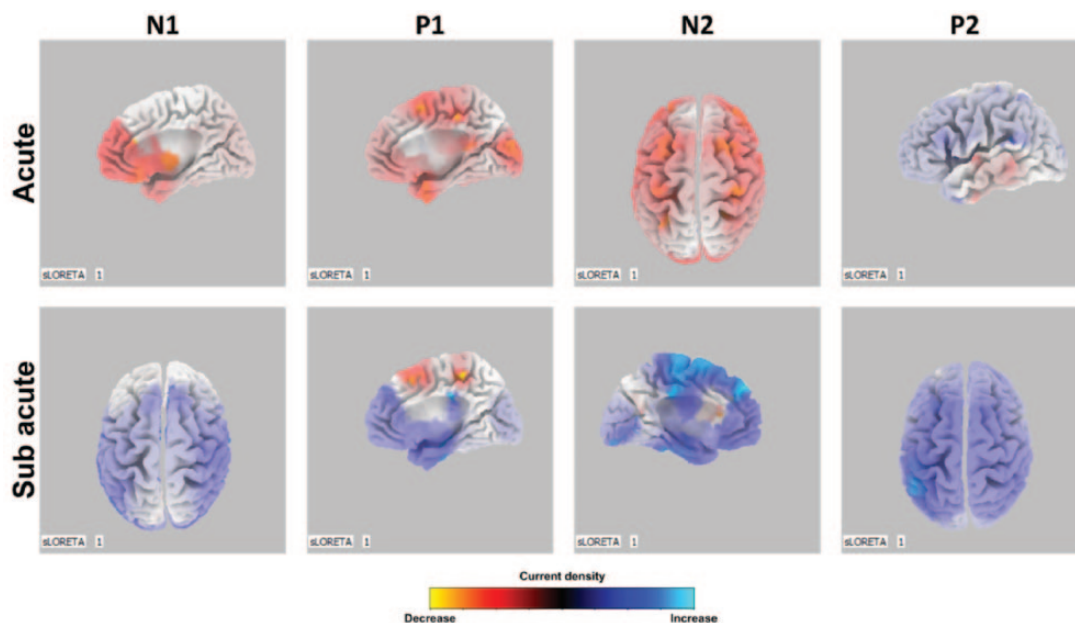 N1 P1 N2 P2
Acute
sLORETA 1 sLORETA 1 sLORETA 1 sLORETA 1
Sub acute
sLORETA 1 sLORETA 1 sLORETA 1 sLORETA 1
Current density
Decrease Increase